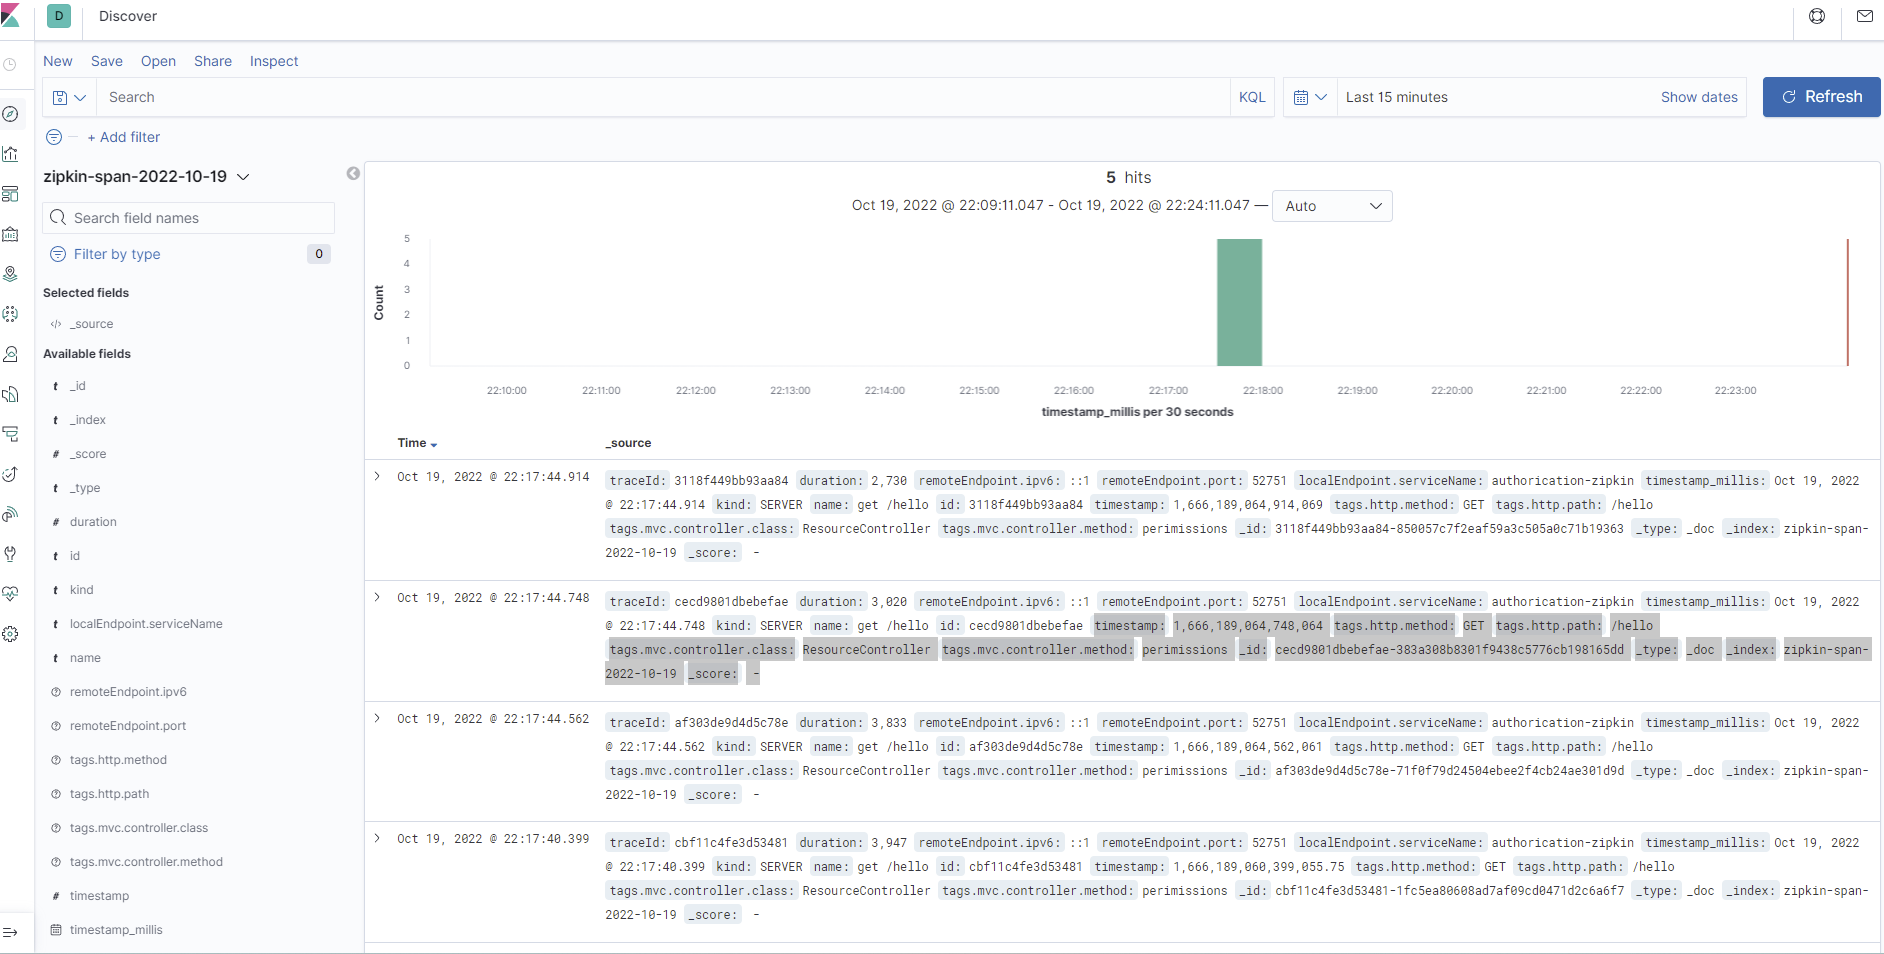 D Discover
New Save Open Share Inspect
Search KQL Last 15 minutes Show dates Refresh
+ Add filter
zipkin-span-2022-10-19
Search field names
Filter by type 0
Selected fields
_source
Available fields
t _id
t _index
# _score
t _type
# duration
t id
t kind
t localEndpoint.serviceName
t name
remoteEndpoint.ipv6
remoteEndpoint.port
tags.http.method
tags.http.path
tags.mvc.controller.class
tags.mvc.controller.method
# timestamp
timestamp_millis
5 hits
Oct 19, 2022 @ 22:09:11.047 - Oct 19, 2022 @ 22:24:11.047 — Auto
Count
5
4
3
2
1
0
22:10:00 22:11:00 22:12:00 22:13:00 22:14:00 22:15:00 22:16:00 22:17:00 22:18:00 22:19:00 22:20:00 22:21:00 22:22:00 22:23:00
timestamp_millis per 30 seconds
Time _source
Oct 19, 2022 @ 22:17:44.914 traceId: 3118f449bb93aa84 duration: 2,730 remoteEndpoint.ipv6: ::1 remoteEndpoint.port: 52751 localEndpoint.serviceName: authorication-zipkin timestamp_millis: Oct 19, 2022
@ 22:17:44.914 kind: SERVER name: get /hello id: 3118f449bb93aa84 timestamp: 1,666,189,064,914,069 tags.http.method: GET tags.http.path: /hello
tags.mvc.controller.class: ResourceController tags.mvc.controller.method: perimissions _id: 3118f449bb93aa84-850057c7f2eaf59a3c505a0c71b19363 _type: _doc _index: zipkin-span-
2022-10-19 _score: -
Oct 19, 2022 @ 22:17:44.748 traceId: cecd9801dbebefae duration: 3,020 remoteEndpoint.ipv6: ::1 remoteEndpoint.port: 52751 localEndpoint.serviceName: authorication-zipkin timestamp_millis: Oct 19, 2022
@ 22:17:44.748 kind: SERVER name: get /hello id: cecd9801dbebefae timestamp: 1,666,189,064,748,064 tags.http.method: GET tags.http.path: /hello
tags.mvc.controller.class: ResourceController tags.mvc.controller.method: perimissions _id: cecd9801dbebefae-383a308b8301f9438c5776cb198165dd _type: _doc _index: zipkin-span-
2022-10-19 _score: -
Oct 19, 2022 @ 22:17:44.562 traceId: af303de9d4d5c78e duration: 3,833 remoteEndpoint.ipv6: ::1 remoteEndpoint.port: 52751 localEndpoint.serviceName: authorication-zipkin timestamp_millis: Oct 19, 2022
@ 22:17:44.562 kind: SERVER name: get /hello id: af303de9d4d5c78e timestamp: 1,666,189,064,562,061 tags.http.method: GET tags.http.path: /hello
tags.mvc.controller.class: ResourceController tags.mvc.controller.method: perimissions _id: af303de9d4d5c78e-71f0f79d24504ebee2f4cb24ae301d9d _type: _doc _index: zipkin-span-
2022-10-19 _score: -
Oct 19, 2022 @ 22:17:40.399 traceId: cbf11c4fe3d53481 duration: 3,947 remoteEndpoint.ipv6: ::1 remoteEndpoint.port: 52751 localEndpoint.serviceName: authorication-zipkin timestamp_millis: Oct 19, 2022
@ 22:17:40.399 kind: SERVER name: get /hello id: cbf11c4fe3d53481 timestamp: 1,666,189,060,399,055.75 tags.http.method: GET tags.http.path: /hello
tags.mvc.controller.class: ResourceController tags.mvc.controller.method: perimissions _id: cbf11c4fe3d53481-1fc5ea80608ad7af09cd0471d2c6a6f7 _type: _doc _index: zipkin-span-
2022-10-19 _score: -